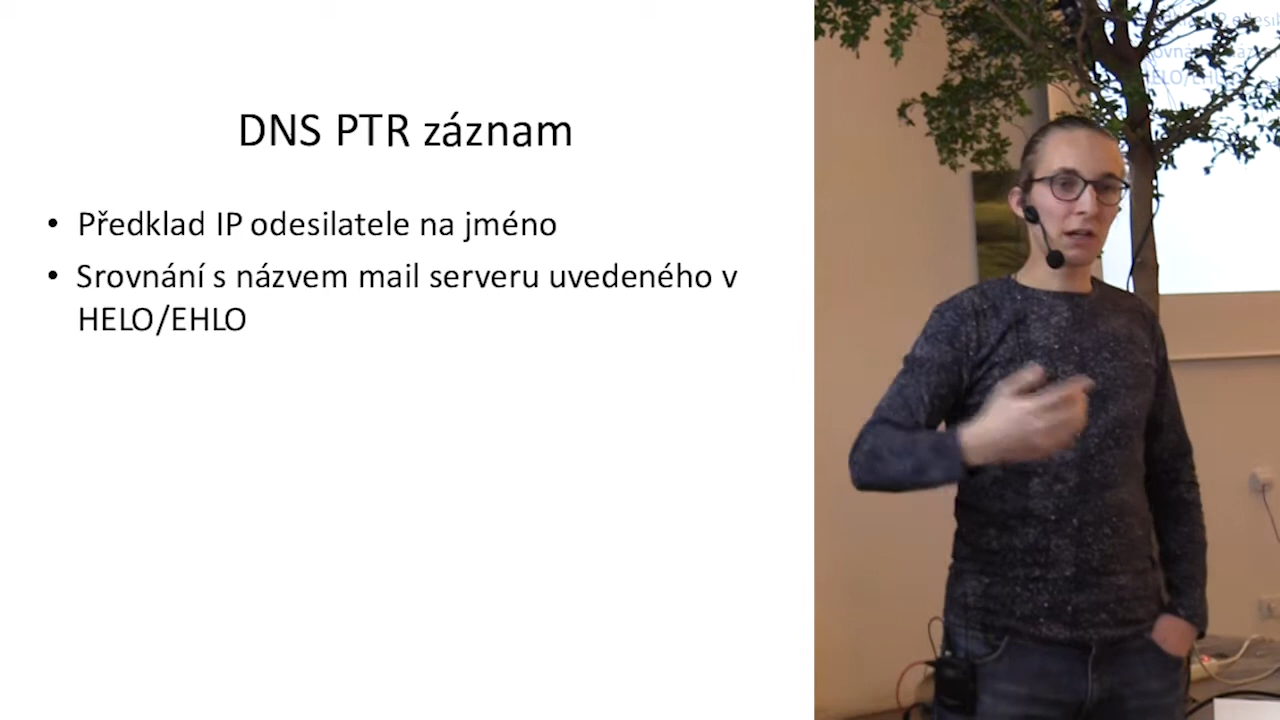 DNS PTR záznam
• Předklad IP odesilatele na jméno
• Srovnání s názvem mail serveru uvedeného v
HELO/EHLO